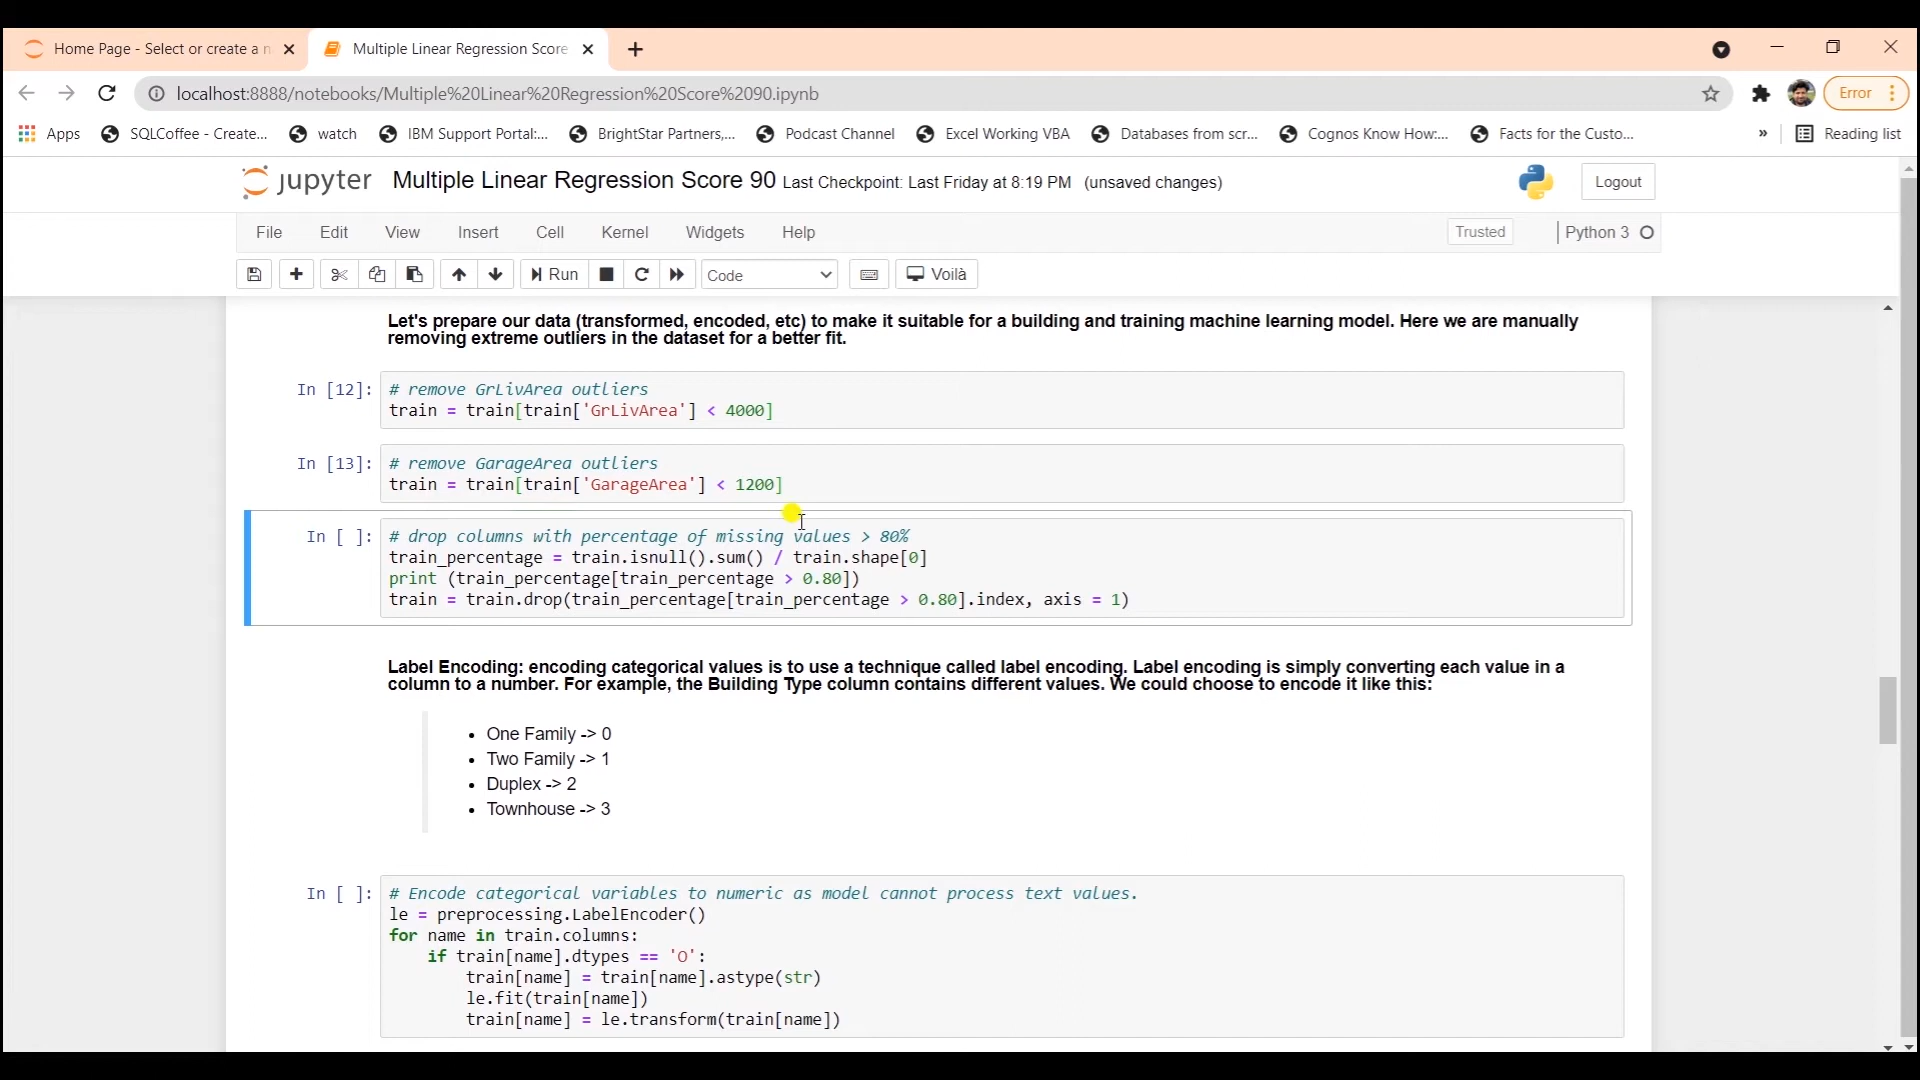 Home Page - Select or create a n
Multiple Linear Regression Score
localhost:8888/notebooks/Multiple%20Linear%20Regression%20Score%2090.ipynb
Error
Apps
SQLCoffee - Create...
watch
IBM Support Portal:...
BrightStar Partners,...
Podcast Channel
Excel Working VBA
Databases from scr...
Cognos Know How:...
Facts for the Custo...
»
Reading list
jupyter Multiple Linear Regression Score 90 Last Checkpoint: Last Friday at 8:19 PM (unsaved changes)
Logout
File Edit View Insert Cell Kernel Widgets Help
Trusted
Python 3
Run
Code
Voilà
Let's prepare our data (transformed, encoded, etc) to make it suitable for a building and training machine learning model. Here we are manually
removing extreme outliers in the dataset for a better fit.
In [12]: # remove GrLivArea outliers
train = train[train['GrLivArea'] < 4000]
In [13]: # remove GarageArea outliers
train = train[train['GarageArea'] < 1200]
In [ ]: # drop columns with percentage of missing values > 80%
train_percentage = train.isnull().sum() / train.shape[0]
print (train_percentage[train_percentage > 0.80])
train = train.drop(train_percentage[train_percentage > 0.80].index, axis = 1)
Label Encoding: encoding categorical values is to use a technique called label encoding. Label encoding is simply converting each value in a
column to a number. For example, the Building Type column contains different values. We could choose to encode it like this:
• One Family -> 0
• Two Family -> 1
• Duplex -> 2
• Townhouse -> 3
In [ ]: # Encode categorical variables to numeric as model cannot process text values.
le = preprocessing.LabelEncoder()
for name in train.columns:
if train[name].dtypes == 'O':
train[name] = train[name].astype(str)
le.fit(train[name])
train[name] = le.transform(train[name])